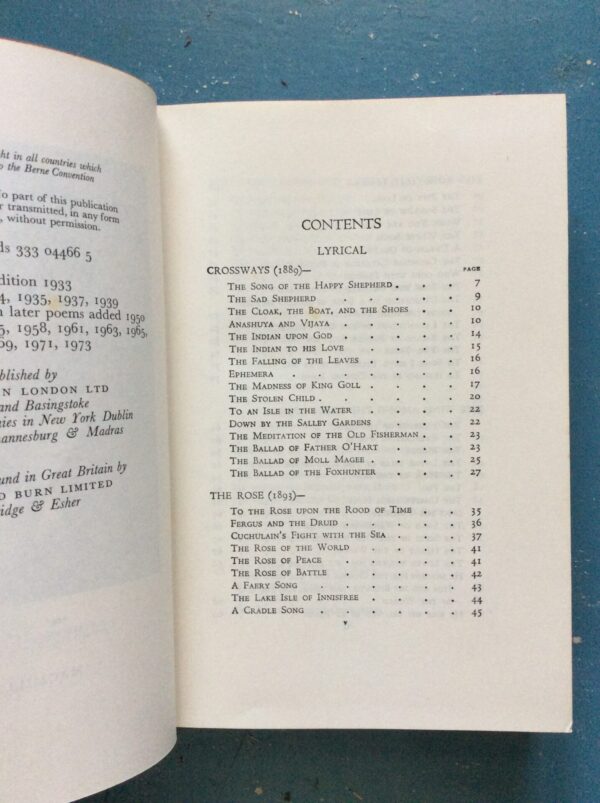 ht in all countries which
o the Berne Convention
No part of this publication
r transmitted, in any form
, without permission.
ds 333 04466 5
dition 1933
4, 1935, 1937, 1939
h later poems added 1950
5, 1958, 1961, 1963, 1965,
69, 1971, 1973
blished by
N LONDON LTD
and Basingstoke
nies in New York Dublin
hannesburg & Madras
und in Great Britain by
D BURN LIMITED
ridge & Esher
CONTENTS
LYRICAL
CROSSWAYS (1889)— PAGE
The Song of the Happy Shepherd . . . 7
The Sad Shepherd . . . . . 9
The Cloak, the Boat, and the Shoes . . . 10
Anashuya and Vijaya . . . . 10
The Indian upon God . . . . 14
The Indian to his Love . . . . 15
The Falling of the Leaves . . . . 16
Ephemera . . . . . . 16
The Madness of King Goll . . . . 17
The Stolen Child . . . . . 20
To an Isle in the Water . . . . 22
Down by the Salley Gardens . . . . 22
The Meditation of the Old Fisherman . . . 23
The Ballad of Father O'Hart . . . . 23
The Ballad of Moll Magee . . . . 25
The Ballad of the Foxhunter . . . . 27
THE ROSE (1893)—
To the Rose upon the Rood of Time . . . 35
Fergus and the Druid . . . . . 36
Cuchulain's Fight with the Sea . . . . 37
The Rose of the World . . . . 41
The Rose of Peace . . . . . 41
The Rose of Battle . . . . . 42
A Faery Song . . . . . 43
The Lake Isle of Innisfree . . . . 44
A Cradle Song . . . . . 45
v